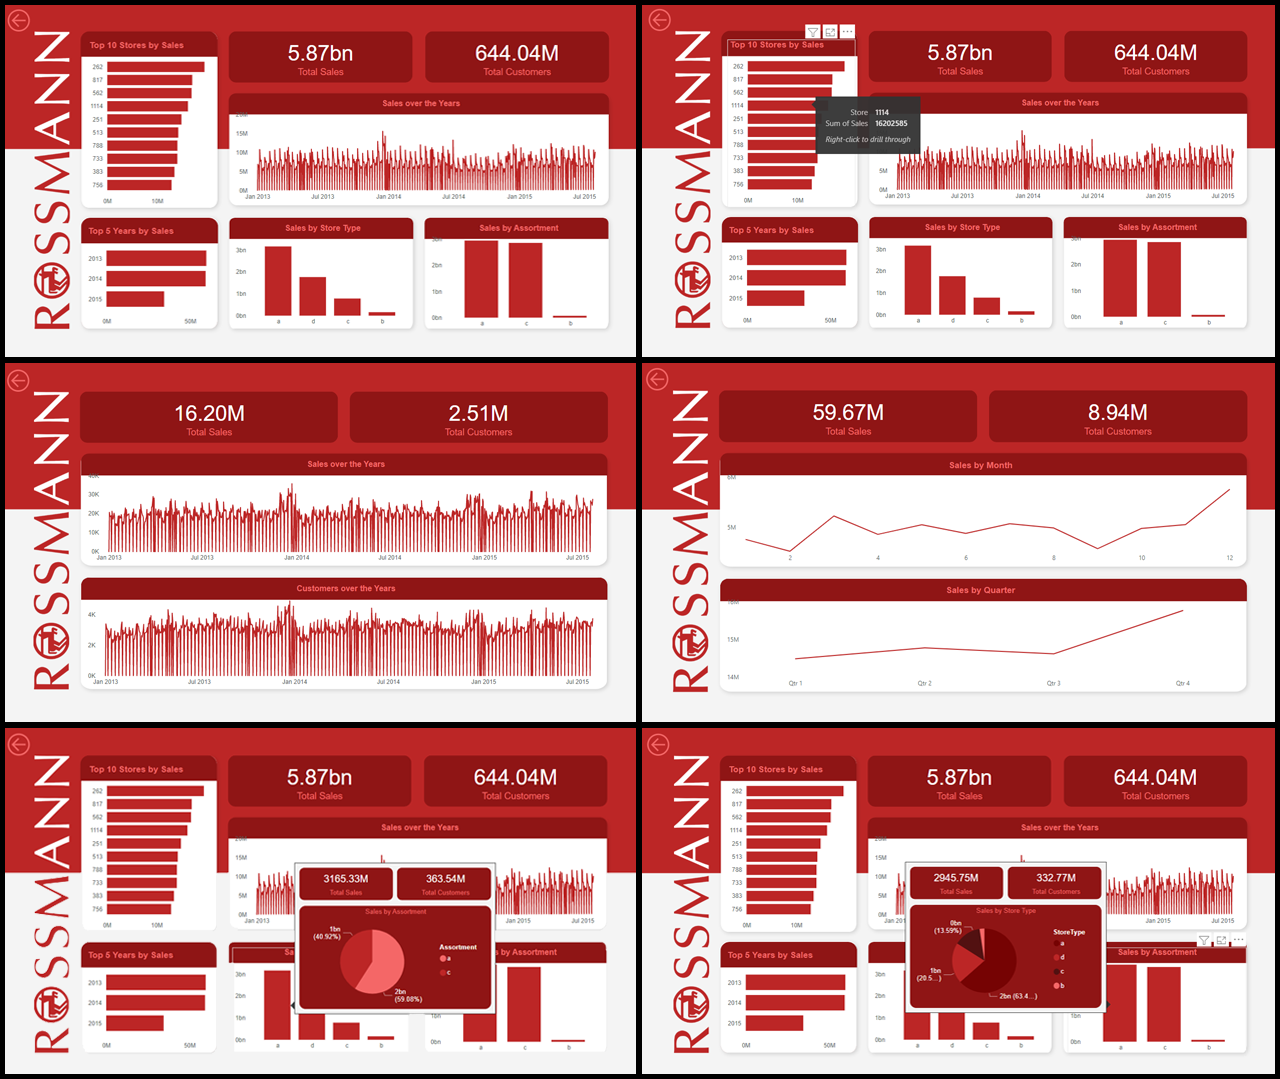 ROSSMANN
Top 10 Stores by Sales
262
817
562
1114
251
513
788
733
383
756
0M 10M
5.87bn
Total Sales
644.04M
Total Customers
Sales over the Years
20M
15M
10M
5M
0M
Jan 2013 Jul 2013 Jan 2014 Jul 2014 Jan 2015 Jul 2015
Top 5 Years by Sales
2013
2014
2015
0M 50M
Sales by Store Type
3bn
2bn
1bn
0bn
a d c b
Sales by Assortment
3bn
2bn
1bn
0bn
a c b
ROSSMANN
Top 10 Stores by Sales
262
817
562
1114
251
513
788
733
383
756
0M 10M
5.87bn
Total Sales
644.04M
Total Customers
Sales over the Years
Store 1114
Sum of Sales 16202585
Right-click to drill through
5M
0M
Jan 2013 Jul 2013 Jan 2014 Jul 2014 Jan 2015 Jul 2015
Top 5 Years by Sales
2013
2014
2015
0M 50M
Sales by Store Type
3bn
2bn
1bn
0bn
a d c b
Sales by Assortment
3bn
2bn
1bn
0bn
a c b
ROSSMANN
16.20M
Total Sales
2.51M
Total Customers
Sales over the Years
40K
30K
20K
10K
0K
Jan 2013 Jul 2013 Jan 2014 Jul 2014 Jan 2015 Jul 2015
Customers over the Years
4K
2K
0K
Jan 2013 Jul 2013 Jan 2014 Jul 2014 Jan 2015 Jul 2015
ROSSMANN
59.67M
Total Sales
8.94M
Total Customers
Sales by Month
6M
5M
2 4 6 8 10 12
Sales by Quarter
16M
15M
14M
Qtr 1 Qtr 2 Qtr 3 Qtr 4
ROSSMANN
Top 10 Stores by Sales
262
817
562
1114
251
513
788
733
383
756
0M 10M
5.87bn
Total Sales
644.04M
Total Customers
Sales over the Years
20M
15M
10M
5M
0M
Jan 2013 Jan 2015 Jul 2015
3165.33M
Total Sales
363.54M
Total Customers
Sales by Assortment
1bn
(40.92%)
2bn
(59.08%)
Assortment
a
c
Top 5 Years by Sales
2013
2014
2015
0M 50M
3bn
2bn
1bn
0bn
a d c b
by Assortment
0bn
a c b
ROSSMANN
Top 10 Stores by Sales
262
817
562
1114
251
513
788
733
383
756
0M 10M
5.87bn
Total Sales
644.04M
Total Customers
Sales over the Years
20M
15M
10M
5M
0M
Jan 2015 Jul 2015
2945.75M
Total Sales
332.77M
Total Customers
Sales by Store Type
0bn
(13.59%)
1bn
(20.5...)
2bn (63.4...)
StoreType
a
d
c
b
Top 5 Years by Sales
2013
2014
2015
0M 50M
3bn
2bn
1bn
0bn
a d c b
Sales by Assortment
1bn
0bn
a c b